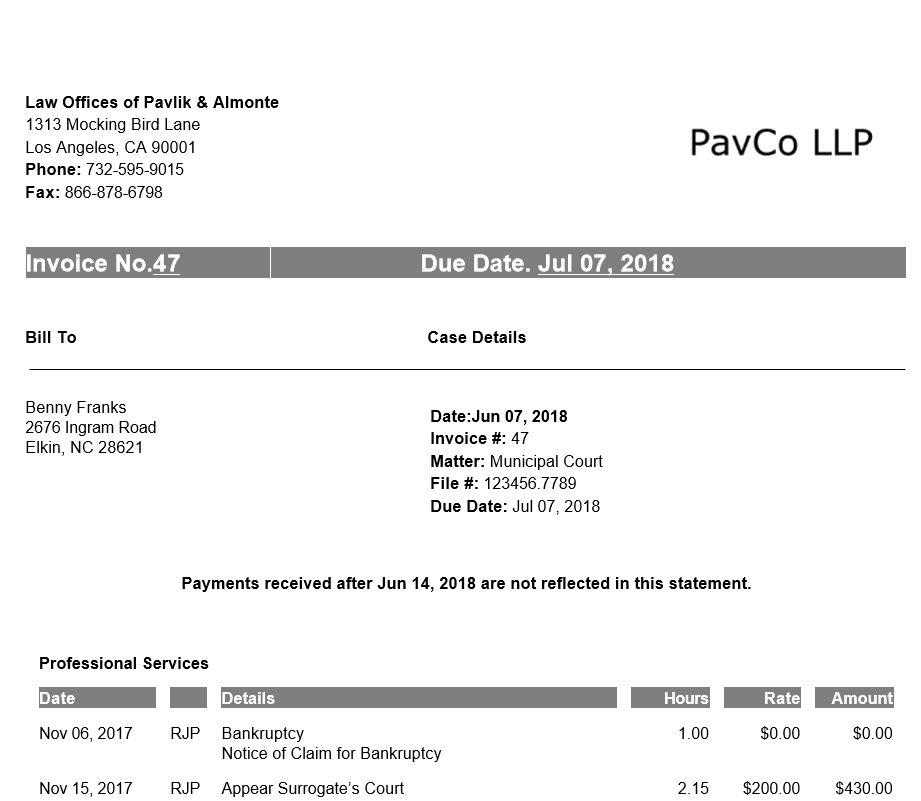 Law Offices of Pavlik & Almonte
1313 Mocking Bird Lane
Los Angeles, CA 90001
Phone: 732-595-9015
Fax: 866-878-6798
PavCo LLP
Invoice No.47 Due Date. Jul 07, 2018
Bill To Case Details
Benny Franks
2676 Ingram Road
Elkin, NC 28621
Date:Jun 07, 2018
Invoice #: 47
Matter: Municipal Court
File #: 123456.7789
Due Date: Jul 07, 2018
Payments received after Jun 14, 2018 are not reflected in this statement.
Professional Services
Date Details Hours Rate Amount
Nov 06, 2017 RJP Bankruptcy 1.00 $0.00 $0.00
Notice of Claim for Bankruptcy
Nov 15, 2017 RJP Appear Surrogate’s Court 2.15 $200.00 $430.00